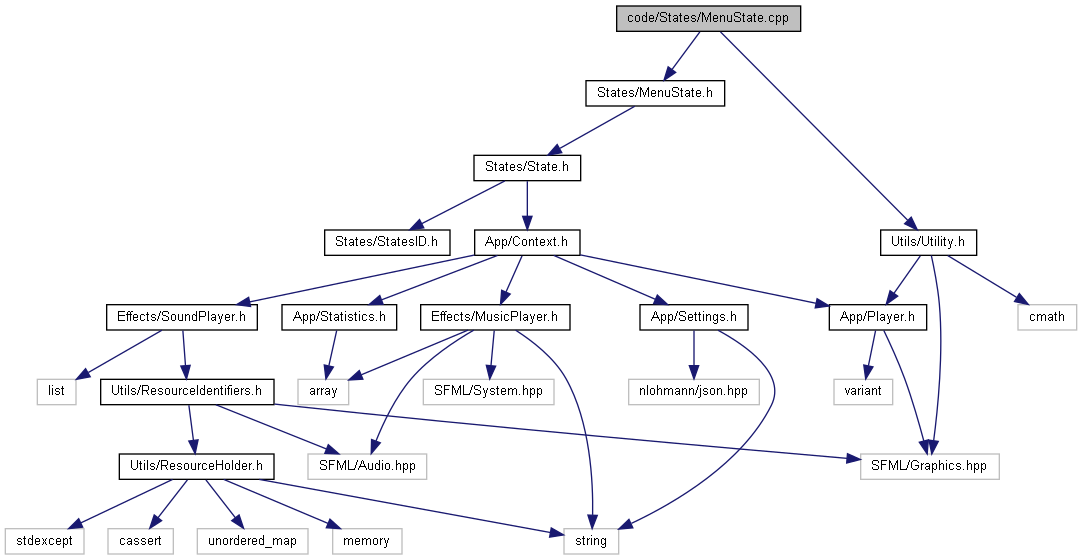 code/States/MenuState.cpp
States/MenuState.h
States/State.h
States/StatesID.h
App/Context.h
Utils/Utility.h
Effects/SoundPlayer.h
App/Statistics.h
Effects/MusicPlayer.h
App/Settings.h
App/Player.h
cmath
list
Utils/ResourceIdentifiers.h
array
SFML/System.hpp
nlohmann/json.hpp
variant
Utils/ResourceHolder.h
SFML/Audio.hpp
SFML/Graphics.hpp
stdexcept
cassert
unordered_map
memory
string